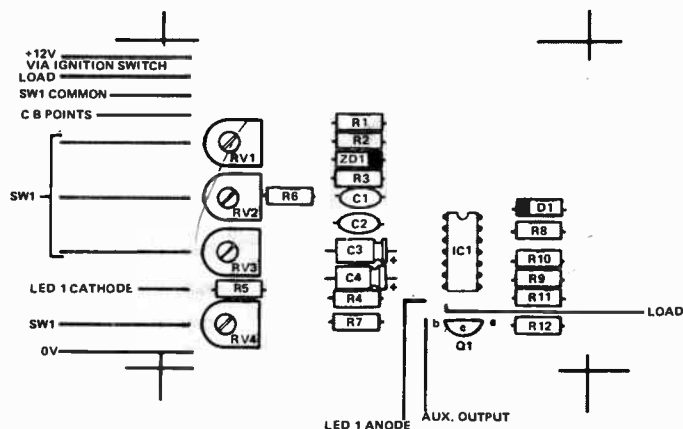 +12V
VIA IGNITION SWITCH
LOAD
SW1 COMMON
C B POINTS
SW1
LED 1 CATHODE
SW1
0V
RV1
RV2
RV3
RV4
R6
R5
R1
R2
ZD1
R3
C1
C2
C3
+
C4
+
R4
R7
IC1
D1
R8
R10
R9
R11
R12
LOAD
b c e
Q1
LED 1 ANODE
AUX. OUTPUT